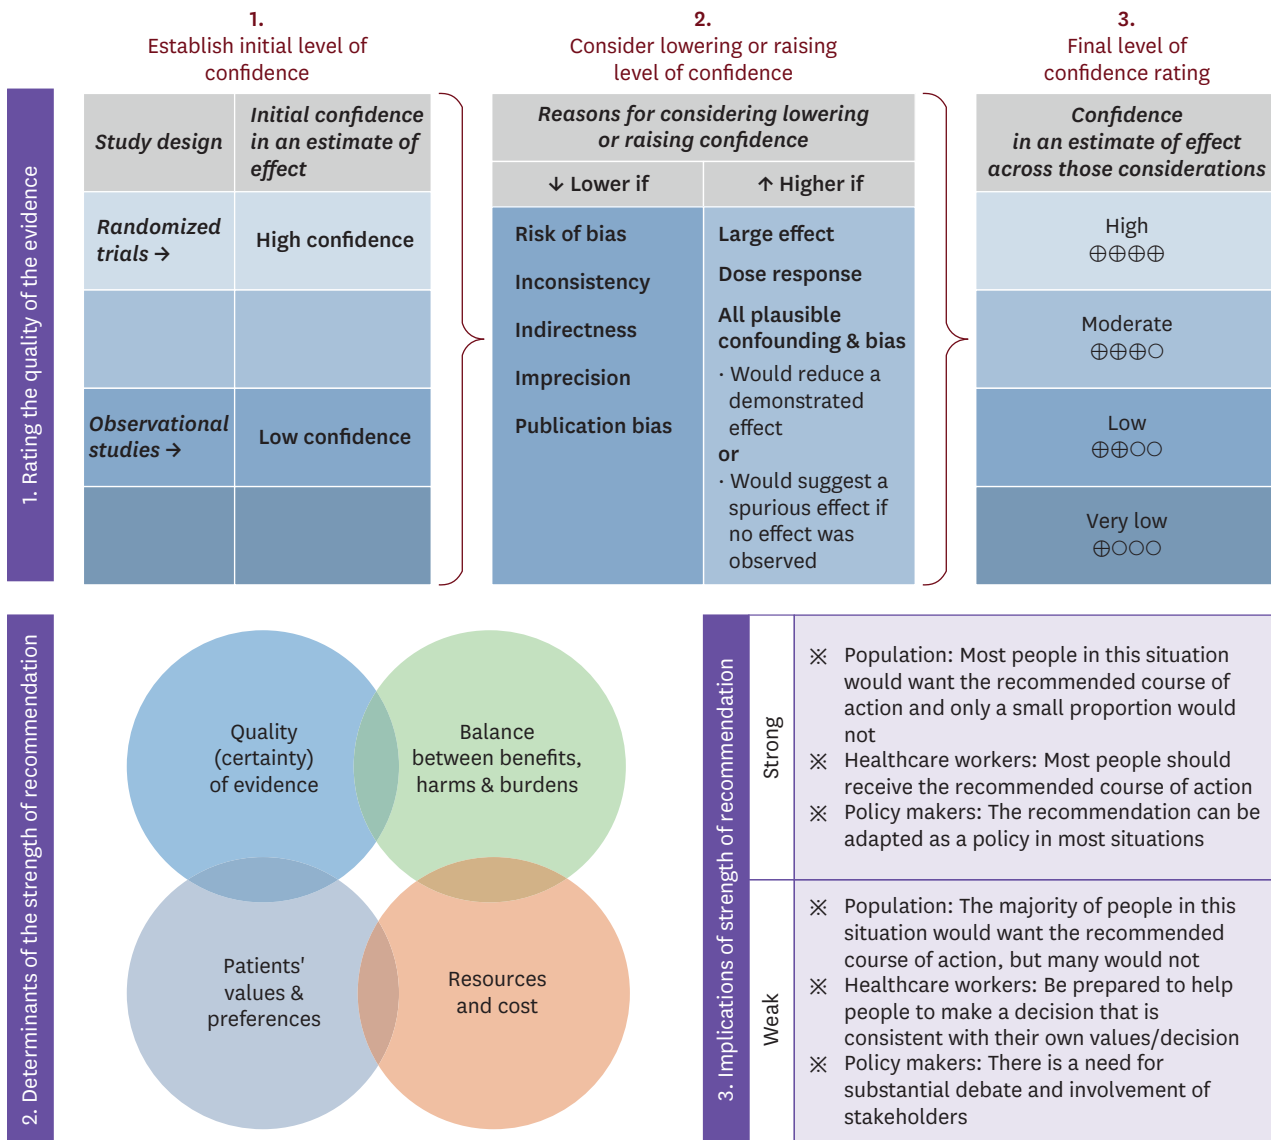 1.
Establish initial level of
confidence
2.
Consider lowering or raising
level of confidence
3.
Final level of
confidence rating
1. Rating the quality of the evidence
Study design
Initial confidence
in an estimate of
effect
Randomized
trials →
High confidence
Observational
studies →
Low confidence
Reasons for considering lowering
or raising confidence
↓ Lower if
↑ Higher if
Risk of bias
Inconsistency
Indirectness
Imprecision
Publication bias
Large effect
Dose response
All plausible
confounding & bias
· Would reduce a
demonstrated
effect
or
· Would suggest a
spurious effect if
no effect was
observed
Confidence
in an estimate of effect
across those considerations
High
⊕⊕⊕⊕
Moderate
⊕⊕⊕○
Low
⊕⊕○○
Very low
⊕○○○
2. Determinants of the strength of recommendation
Quality
(certainty)
of evidence
Balance
between benefits,
harms & burdens
Patients'
values &
preferences
Resources
and cost
3. Implications of strength of recommendation
Strong
※ Population: Most people in this situation
would want the recommended course of
action and only a small proportion would
not
※ Healthcare workers: Most people should
receive the recommended course of action
※ Policy makers: The recommendation can be
adapted as a policy in most situations
Weak
※ Population: The majority of people in this
situation would want the recommended
course of action, but many would not
※ Healthcare workers: Be prepared to help
people to make a decision that is
consistent with their own values/decision
※ Policy makers: There is a need for
substantial debate and involvement of
stakeholders